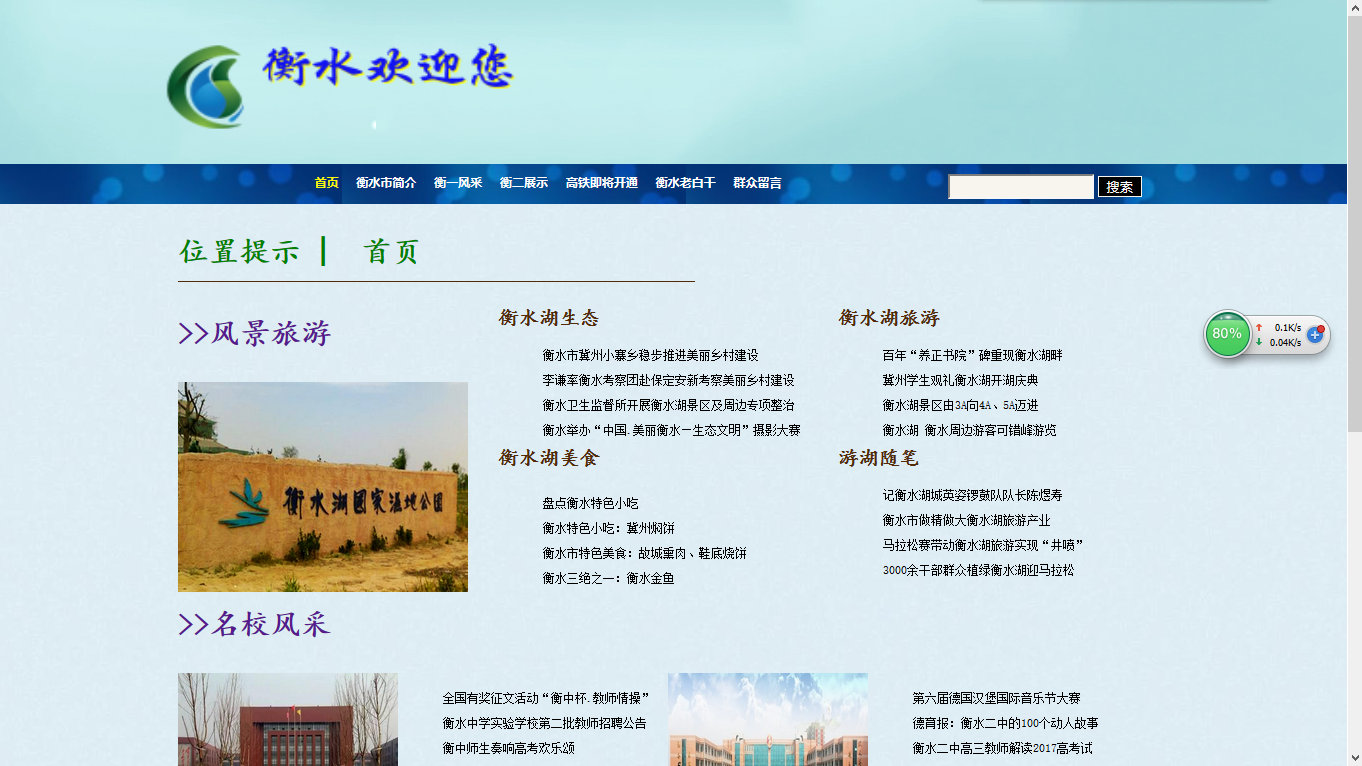 衡水欢迎您
首页 衡水市简介 衡一风采 衡二展示 高铁即将开通 衡水老白干 群众留言 搜索
位置提示 | 首页
>>风景旅游
衡水湖国家湿地公园
衡水湖生态
衡水市冀州小寨乡稳步推进美丽乡村建设
李谦率衡水考察团赴保定安新考察美丽乡村建设
衡水卫生监督所开展衡水湖景区及周边专项整治
衡水举办“中国.美丽衡水—生态文明”摄影大赛
衡水湖旅游
百年“养正书院”碑重现衡水湖畔
冀州学生观礼衡水湖开湖庆典
衡水湖景区由3A向4A、5A迈进
衡水湖 衡水周边游客可错峰游览
衡水湖美食
盘点衡水特色小吃
衡水特色小吃：冀州焖饼
衡水市特色美食：故城熏肉、鞋底烧饼
衡水三绝之一：衡水金鱼
游湖随笔
记衡水湖城英姿锣鼓队队长陈煜寿
衡水市做精做大衡水湖旅游产业
马拉松赛带动衡水湖旅游实现“井喷”
3000余干部群众植绿衡水湖迎马拉松
80%
0.1K/s
0.04K/s
>>名校风采
全国有奖征文活动“衡中杯.教师情操”
衡水中学实验学校第二批教师招聘公告
衡中师生奏响高考欢乐颂
第六届德国汉堡国际音乐节大赛
德育报：衡水二中的100个动人故事
衡水二中高三教师解读2017高考试